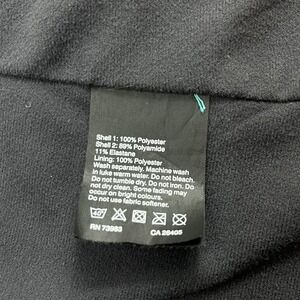 Shell 1: 100% Polyester
Shell 2: 89% Polyamide
11% Elastane
Lining: 100% Polyester
Wash separately. Machine wash
in luke warm water. Do not bleach.
Do not tumble dry. Do not iron. Do
not dry clean. Some fading may
occur on bright colours.
Do not use fabric softener.
RN 73983 CA 26405